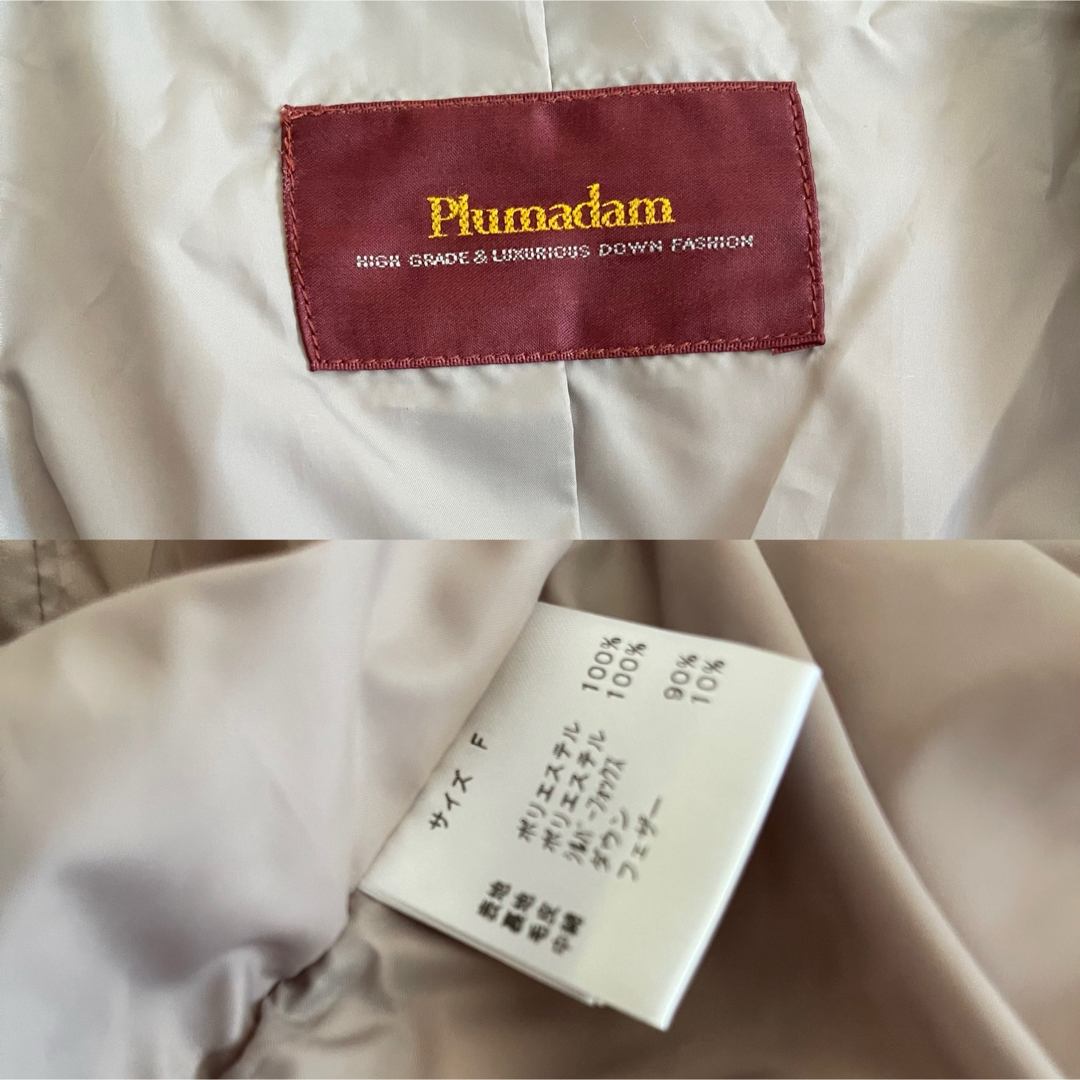 Plumadam
HIGH GRADE & LUXURIOUS DOWN FASHION
サイズ F
表地 ポリエステル 100%
裏地 ポリエステル 100%
毛皮 シルバーフォックス
中綿 ダウン 90%
フェザー 10%